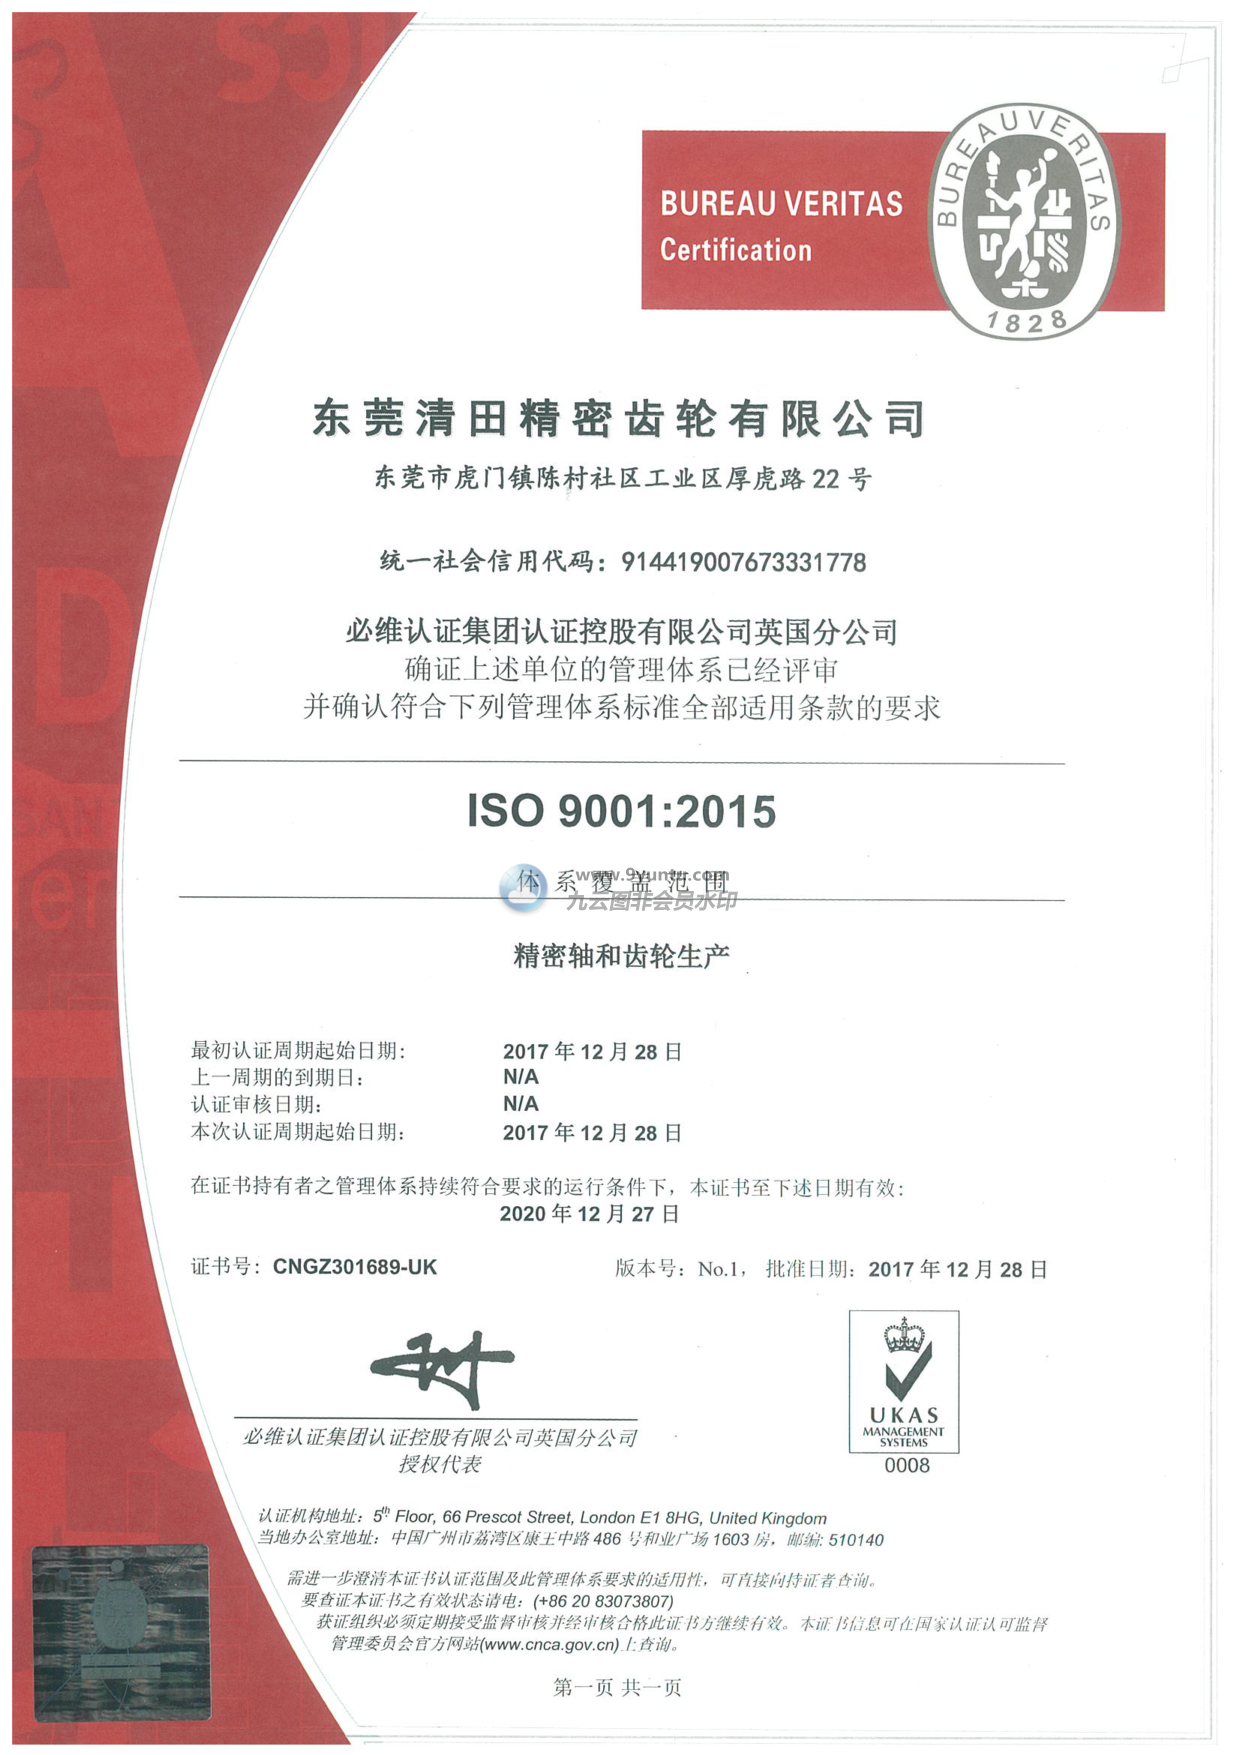 BUREAU VERITAS
Certification
BUREAU VERITAS
1828
东莞清田精密齿轮有限公司
东莞市虎门镇陈村社区工业区厚虎路 22 号
统一社会信用代码：914419007673331778
必维认证集团认证控股有限公司英国分公司
确证上述单位的管理体系已经评审
并确认符合下列管理体系标准全部适用条款的要求
ISO 9001:2015
体系覆盖范围
www.9yuntu.com
九云图非会员水印
精密轴和齿轮生产
最初认证周期起始日期: 2017 年 12 月 28 日
上一周期的到期日: N/A
认证审核日期: N/A
本次认证周期起始日期: 2017 年 12 月 28 日
在证书持有者之管理体系持续符合要求的运行条件下，本证书至下述日期有效:
2020 年 12 月 27 日
证书号：CNGZ301689-UK 版本号：No.1， 批准日期：2017 年 12 月 28 日
UKAS
MANAGEMENT
SYSTEMS
0008
必维认证集团认证控股有限公司英国分公司
授权代表
认证机构地址：5th Floor, 66 Prescot Street, London E1 8HG, United Kingdom
当地办公室地址：中国广州市荔湾区康王中路 486 号和业广场 1603 房，邮编: 510140
需进一步澄清本证书认证范围及此管理体系要求的适用性，可直接向持证者查询。
要查证本证书之有效状态请电：(+86 20 83073807)
获证组织必须定期接受监督审核并经审核合格此证书方继续有效。本证书信息可在国家认证认可监督
管理委员会官方网站(www.cnca.gov.cn)上查询。
第一页 共一页